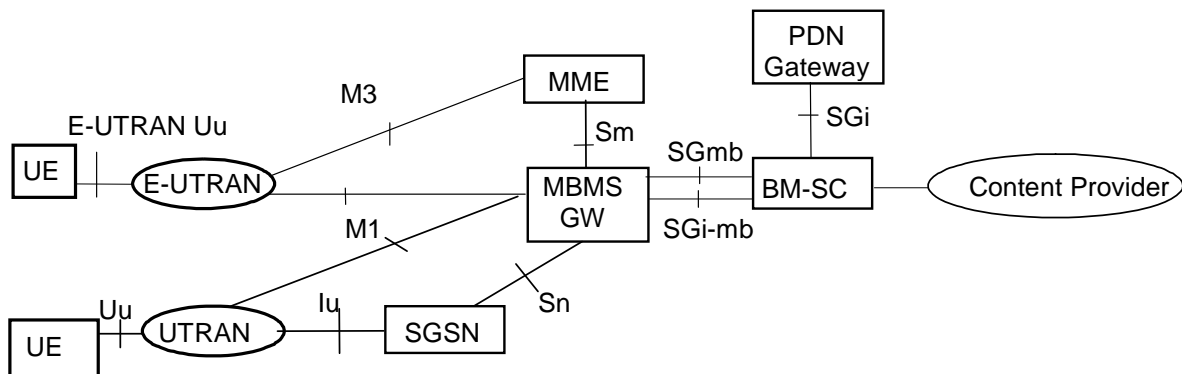 PDN
Gateway
MME
M3
SGi
E-UTRAN Uu
Sm
SGmb
UE
E-UTRAN
MBMS
GW
BM-SC
Content Provider
M1
SGi-mb
Sn
Uu
Iu
UE
UTRAN
SGSN